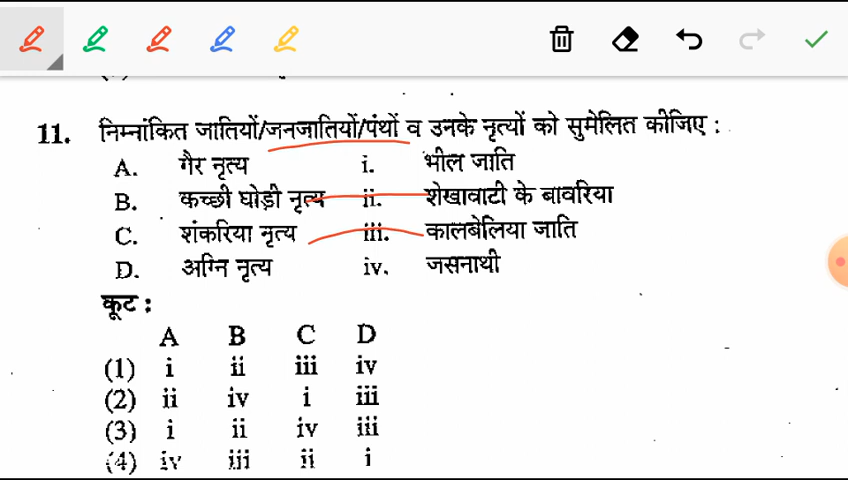 11. निम्नांकित जातियों/जनजातियों/पंथों व उनके नृत्यों को सुमेलित कीजिए :
A. गैर नृत्य i. भील जाति
B. कच्छी घोड़ी नृत्य ii. शेखावाटी के बावरिया
C. शंकरिया नृत्य iii. कालबेलिया जाति
D. अग्नि नृत्य iv. जसनाथी
कूट :
A B C D
(1) i ii iii iv
(2) ii iv i iii
(3) i ii iv iii
(4) iv iii ii i